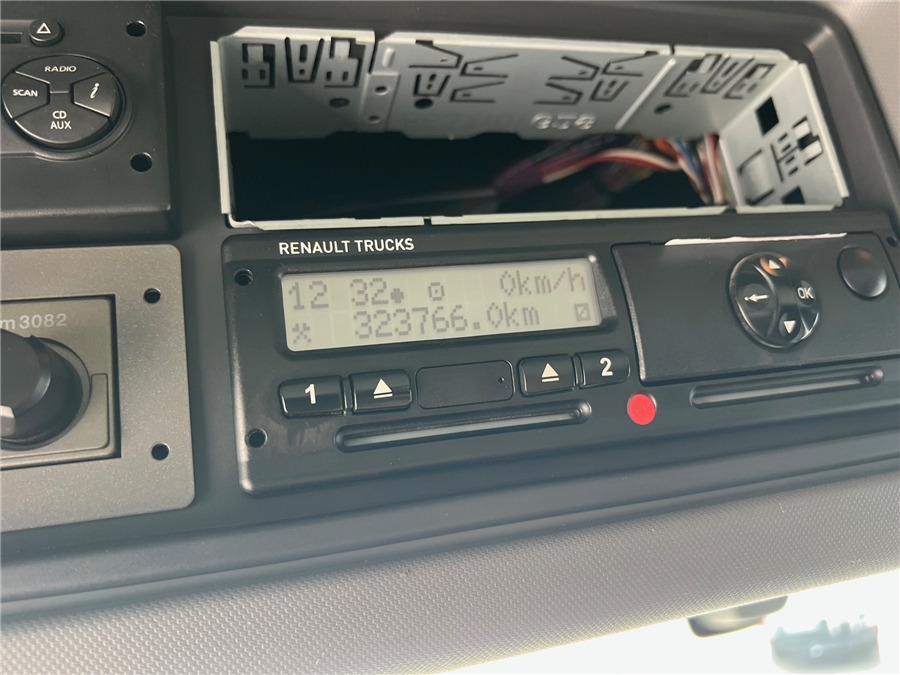 RADIO
SCAN
i
CD
AUX
RENAULT TRUCKS
12 32 0km/h
323766.0km
m 3082
OK
1
2